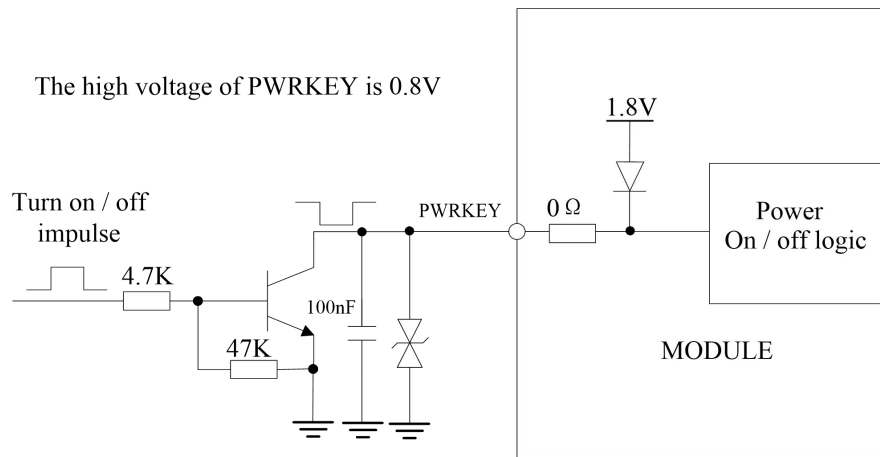 The high voltage of PWRKEY is 0.8V
1.8V
Turn on / off
impulse
PWRKEY
0 Ω
Power
On / off logic
4.7K
100nF
47K
MODULE